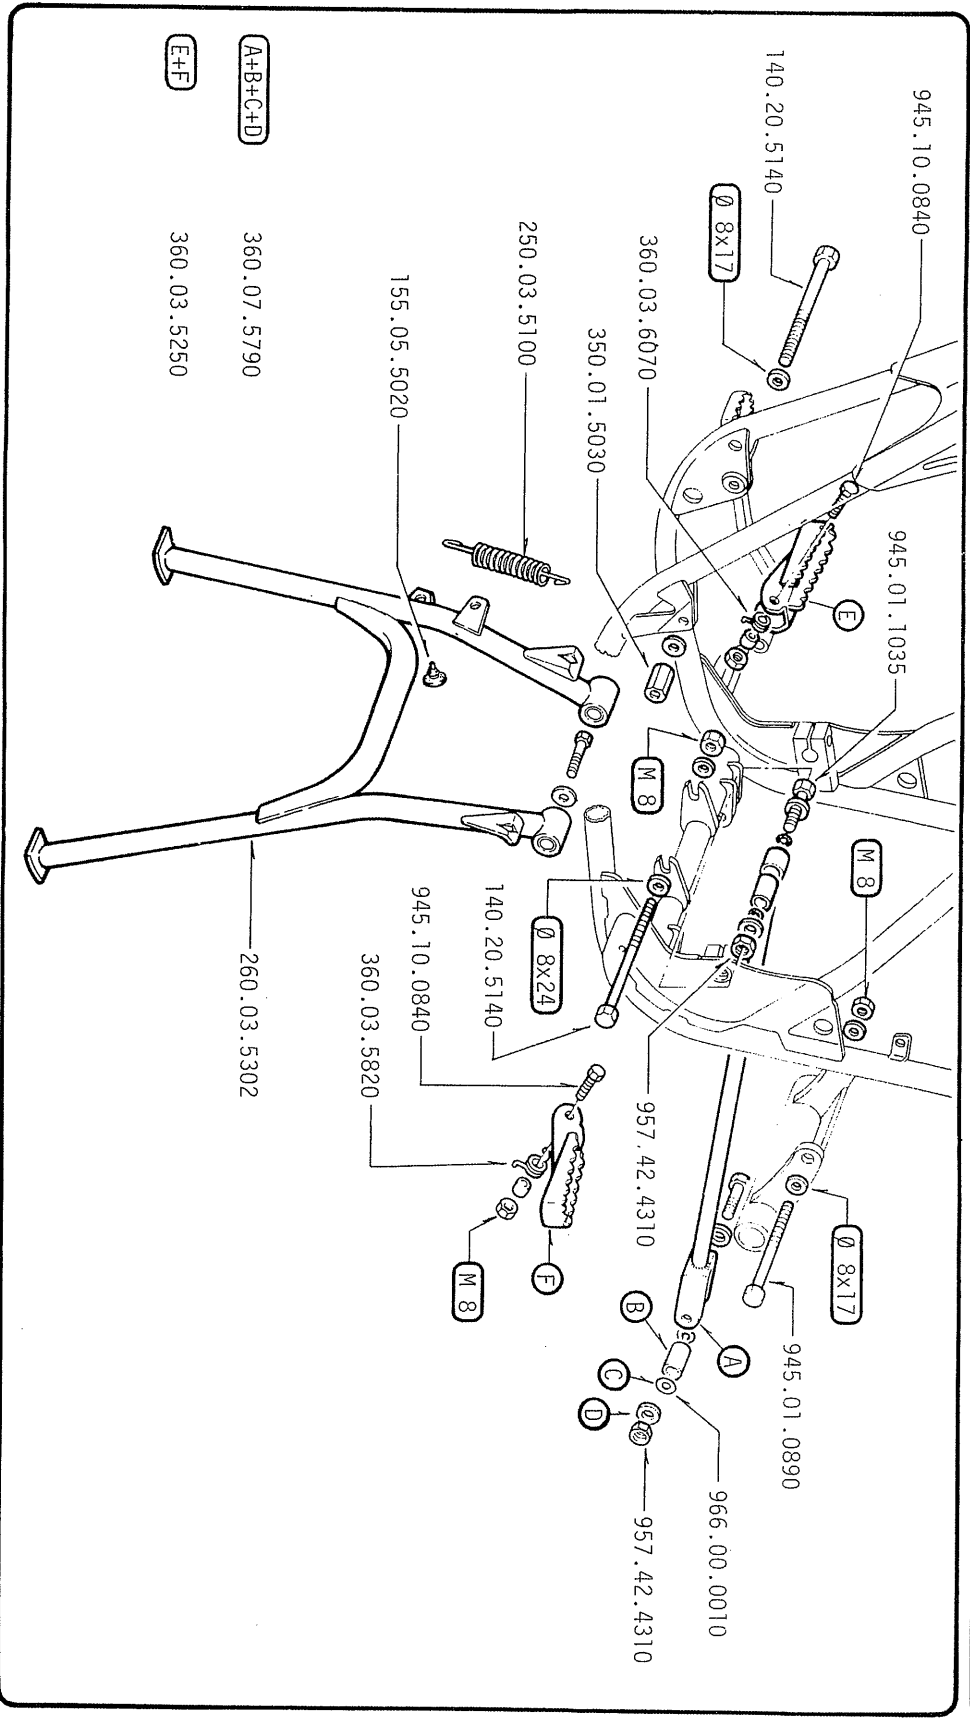 945.10.0840
140.20.5140
Ø 8x17
360.03.6070
350.01.5030
250.03.5100
155.05.5020
A+B+C+D 360.07.5790
E+F 360.03.5250
E
945.01.1035
M 8
M 8
Ø 8x24
140.20.5140
945.10.0840
360.03.5820
260.03.5302
957.42.4310
Ø 8x17
945.01.0890
F
M 8
A
B
C
D
966.00.0010
957.42.4310